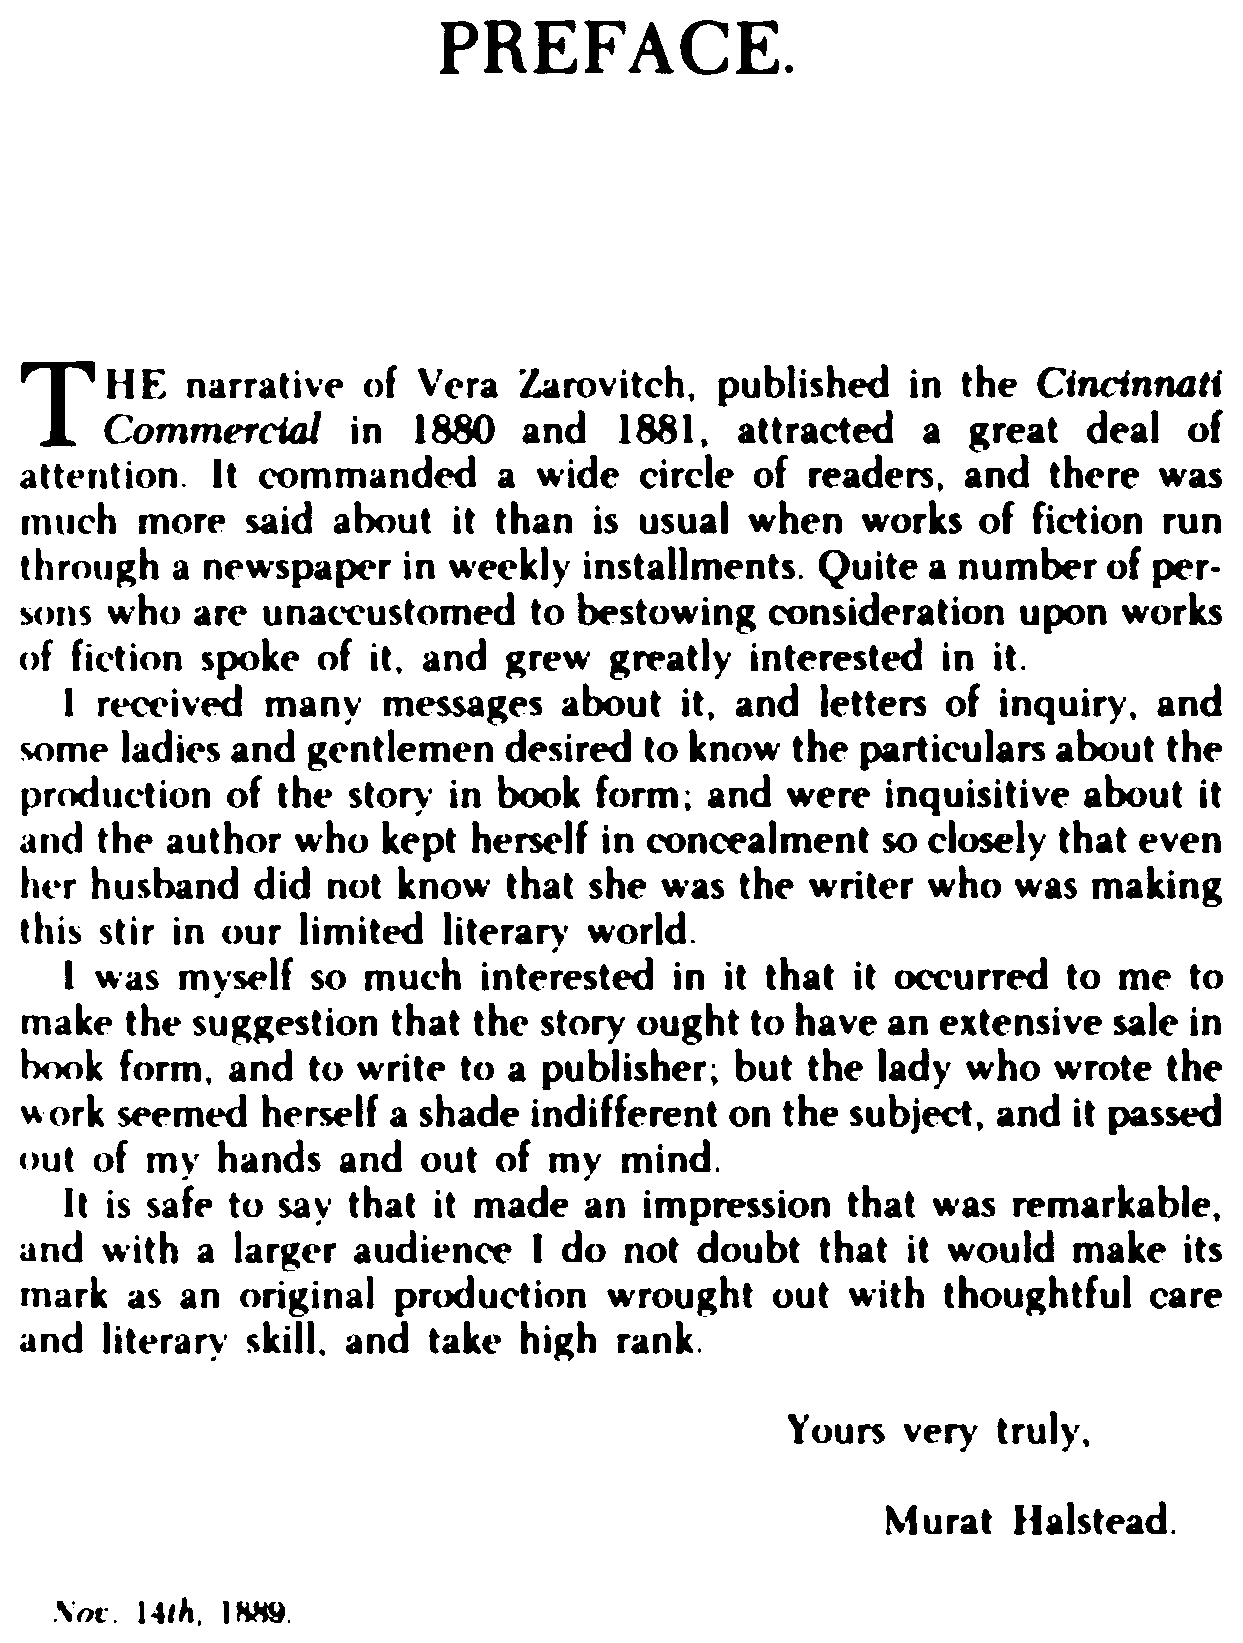 PREFACE.
THE narrative of Vera Zarovitch, published in the Cincinnati
Commercial in 1880 and 1881, attracted a great deal of
attention. It commanded a wide circle of readers, and there was
much more said about it than is usual when works of fiction run
through a newspaper in weekly installments. Quite a number of per-
sons who are unaccustomed to bestowing consideration upon works
of fiction spoke of it, and grew greatly interested in it.
I received many messages about it, and letters of inquiry, and
some ladies and gentlemen desired to know the particulars about the
production of the story in book form; and were inquisitive about it
and the author who kept herself in concealment so closely that even
her husband did not know that she was the writer who was making
this stir in our limited literary world.
I was myself so much interested in it that it occurred to me to
make the suggestion that the story ought to have an extensive sale in
book form, and to write to a publisher; but the lady who wrote the
work seemed herself a shade indifferent on the subject, and it passed
out of my hands and out of my mind.
It is safe to say that it made an impression that was remarkable,
and with a larger audience I do not doubt that it would make its
mark as an original production wrought out with thoughtful care
and literary skill, and take high rank.
Yours very truly,
Murat Halstead.
Nov. 14th, 1889.